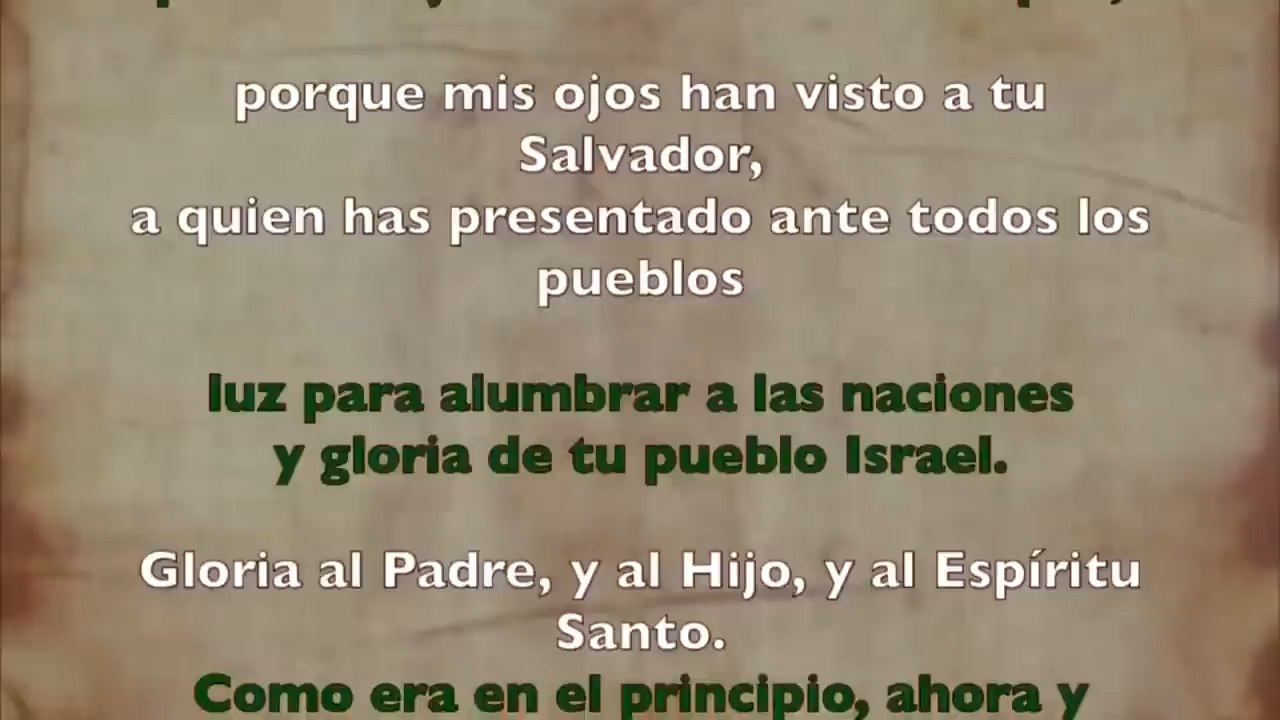 porque mis ojos han visto a tu
Salvador,
a quien has presentado ante todos los
pueblos
luz para alumbrar a las naciones
y gloria de tu pueblo Israel.
Gloria al Padre, y al Hijo, y al Espíritu
Santo.
Como era en el principio, ahora y